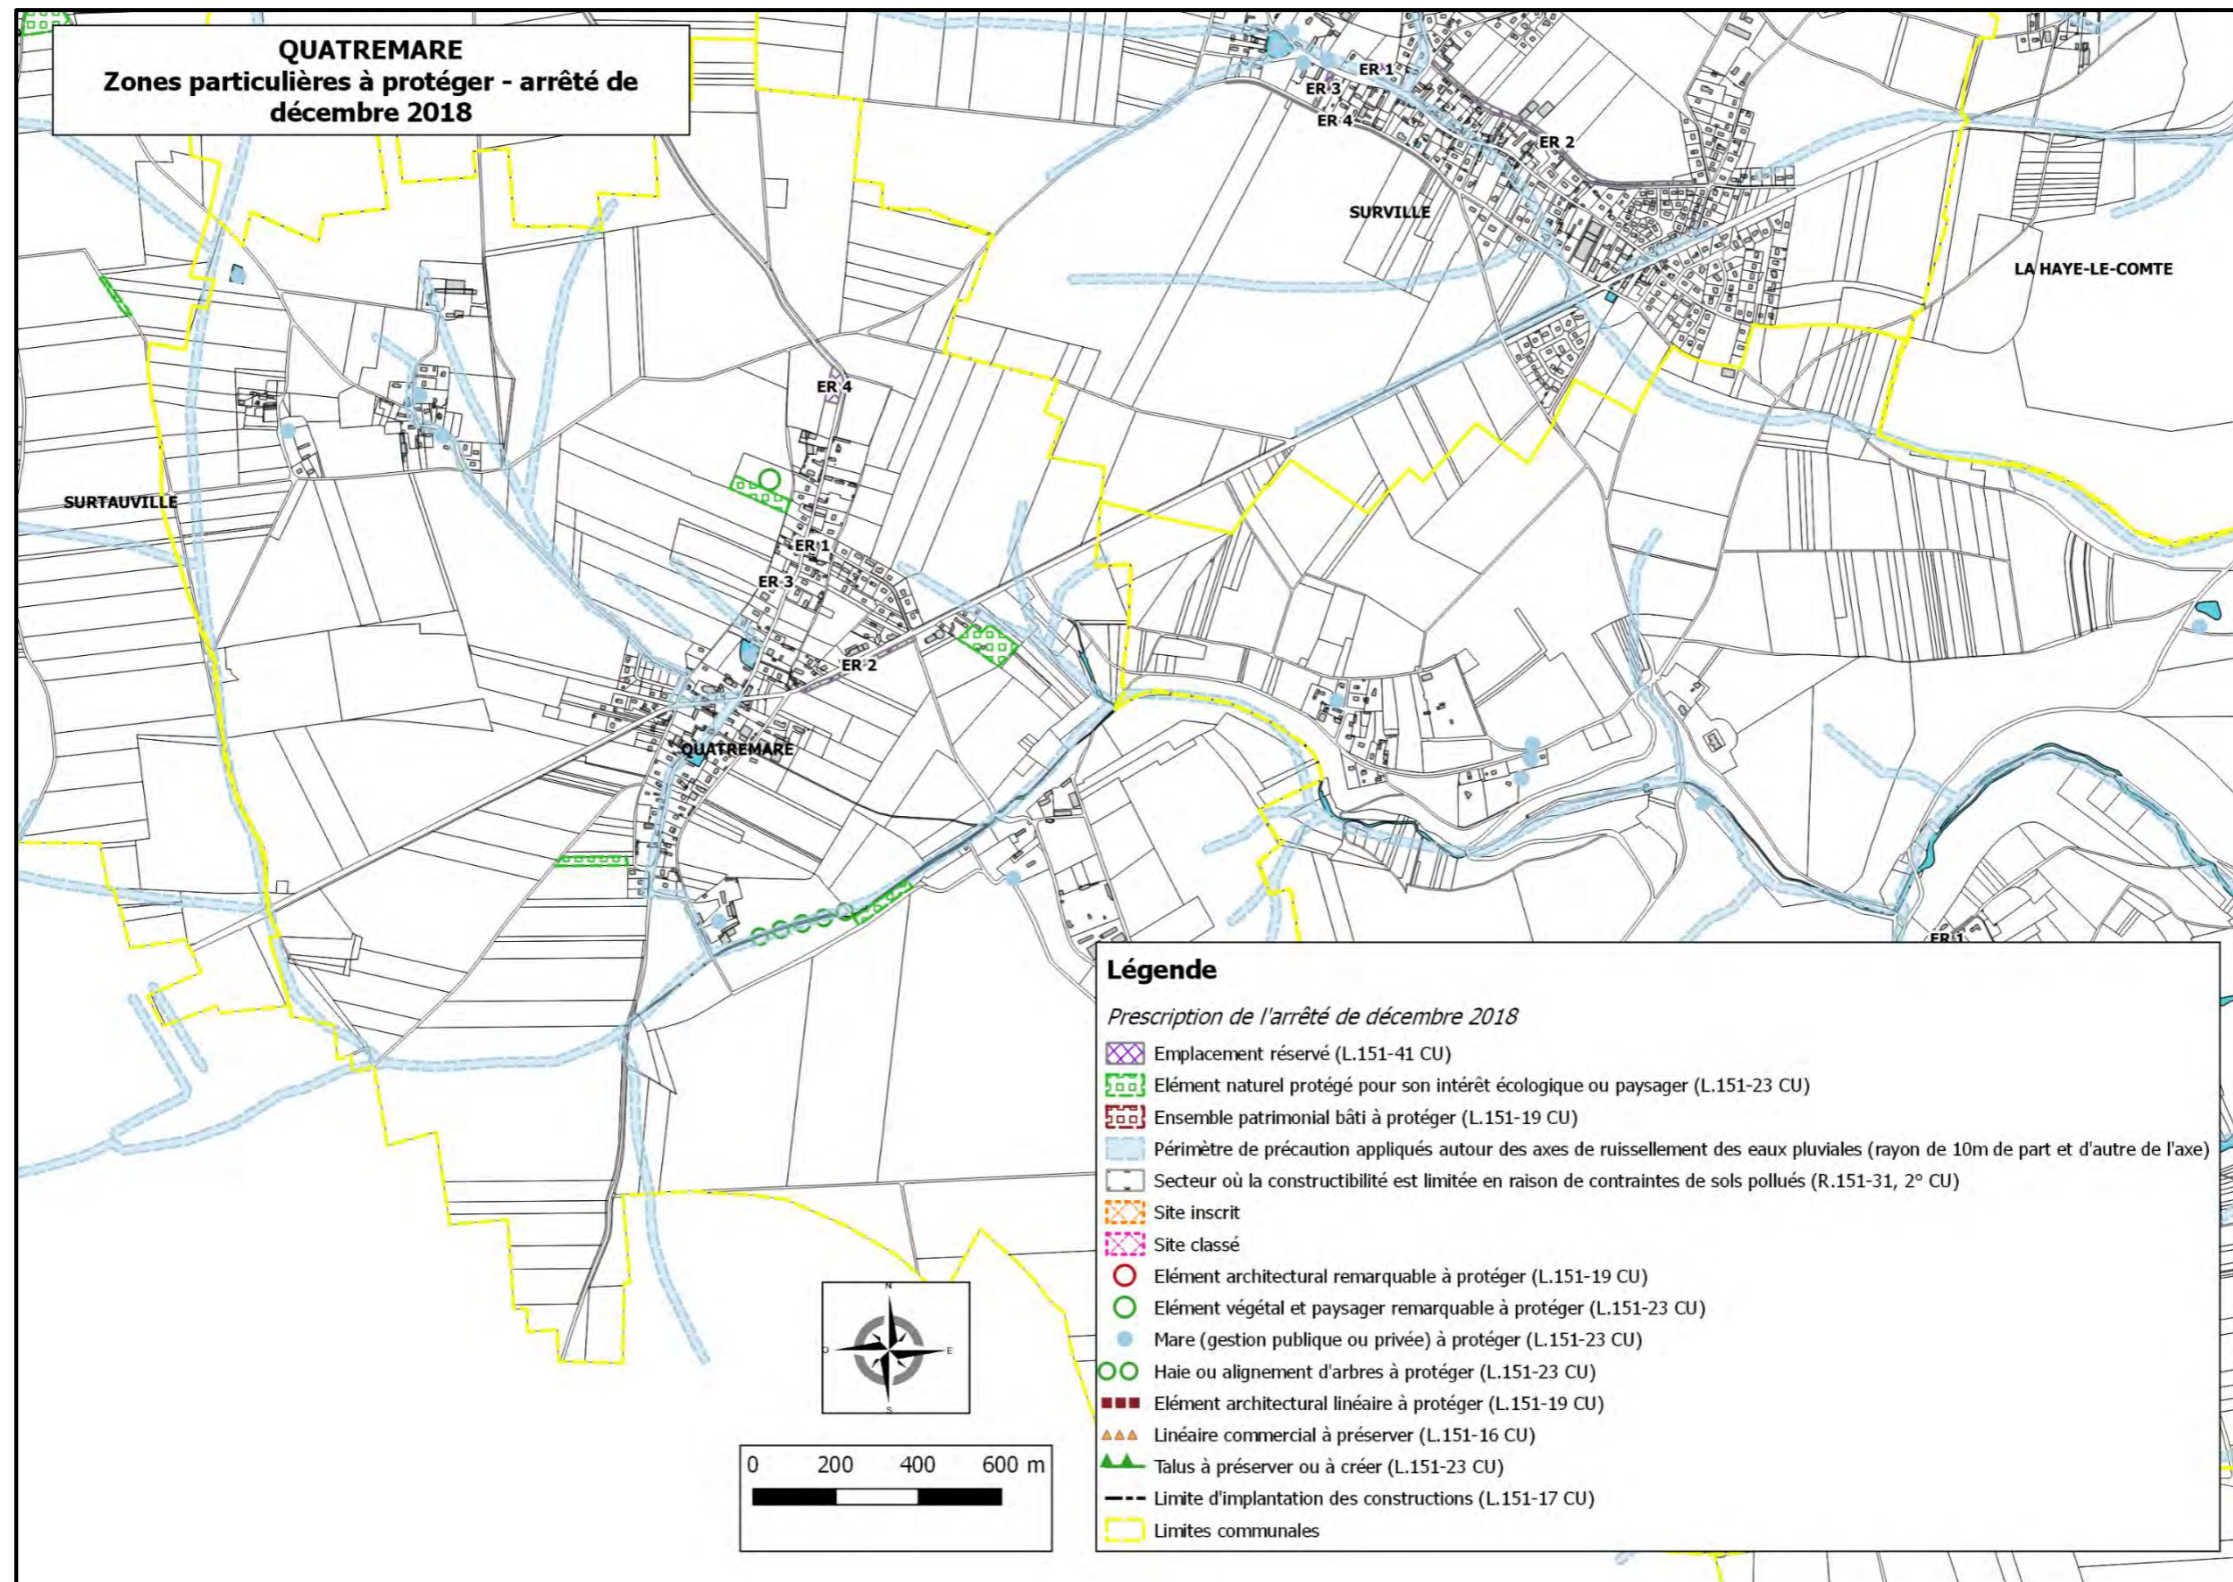 QUATREMARE
Zones particulières à protéger - arrêté de
décembre 2018
ER 1
ER 3
ER 4
ER 2
SURVILLE
LA HAYE-LE-COMTE
ER 4
SURTAUVILLE
ER 1
ER 3
ER 2
QUATREMARE
ER 1
Légende
Prescription de l'arrêté de décembre 2018
Emplacement réservé (L.151-41 CU)
Elément naturel protégé pour son intérêt écologique ou paysager (L.151-23 CU)
Ensemble patrimonial bâti à protéger (L.151-19 CU)
Périmètre de précaution appliqués autour des axes de ruissellement des eaux pluviales (rayon de 10m de part et d'autre de l'axe)
Secteur où la constructibilité est limitée en raison de contraintes de sols pollués (R.151-31, 2° CU)
Site inscrit
Site classé
Elément architectural remarquable à protéger (L.151-19 CU)
Elément végétal et paysager remarquable à protéger (L.151-23 CU)
Mare (gestion publique ou privée) à protéger (L.151-23 CU)
Haie ou alignement d'arbres à protéger (L.151-23 CU)
Elément architectural linéaire à protéger (L.151-19 CU)
Linéaire commercial à préserver (L.151-16 CU)
Talus à préserver ou à créer (L.151-23 CU)
Limite d'implantation des constructions (L.151-17 CU)
Limites communales
N
O
E
S
0 200 400 600 m